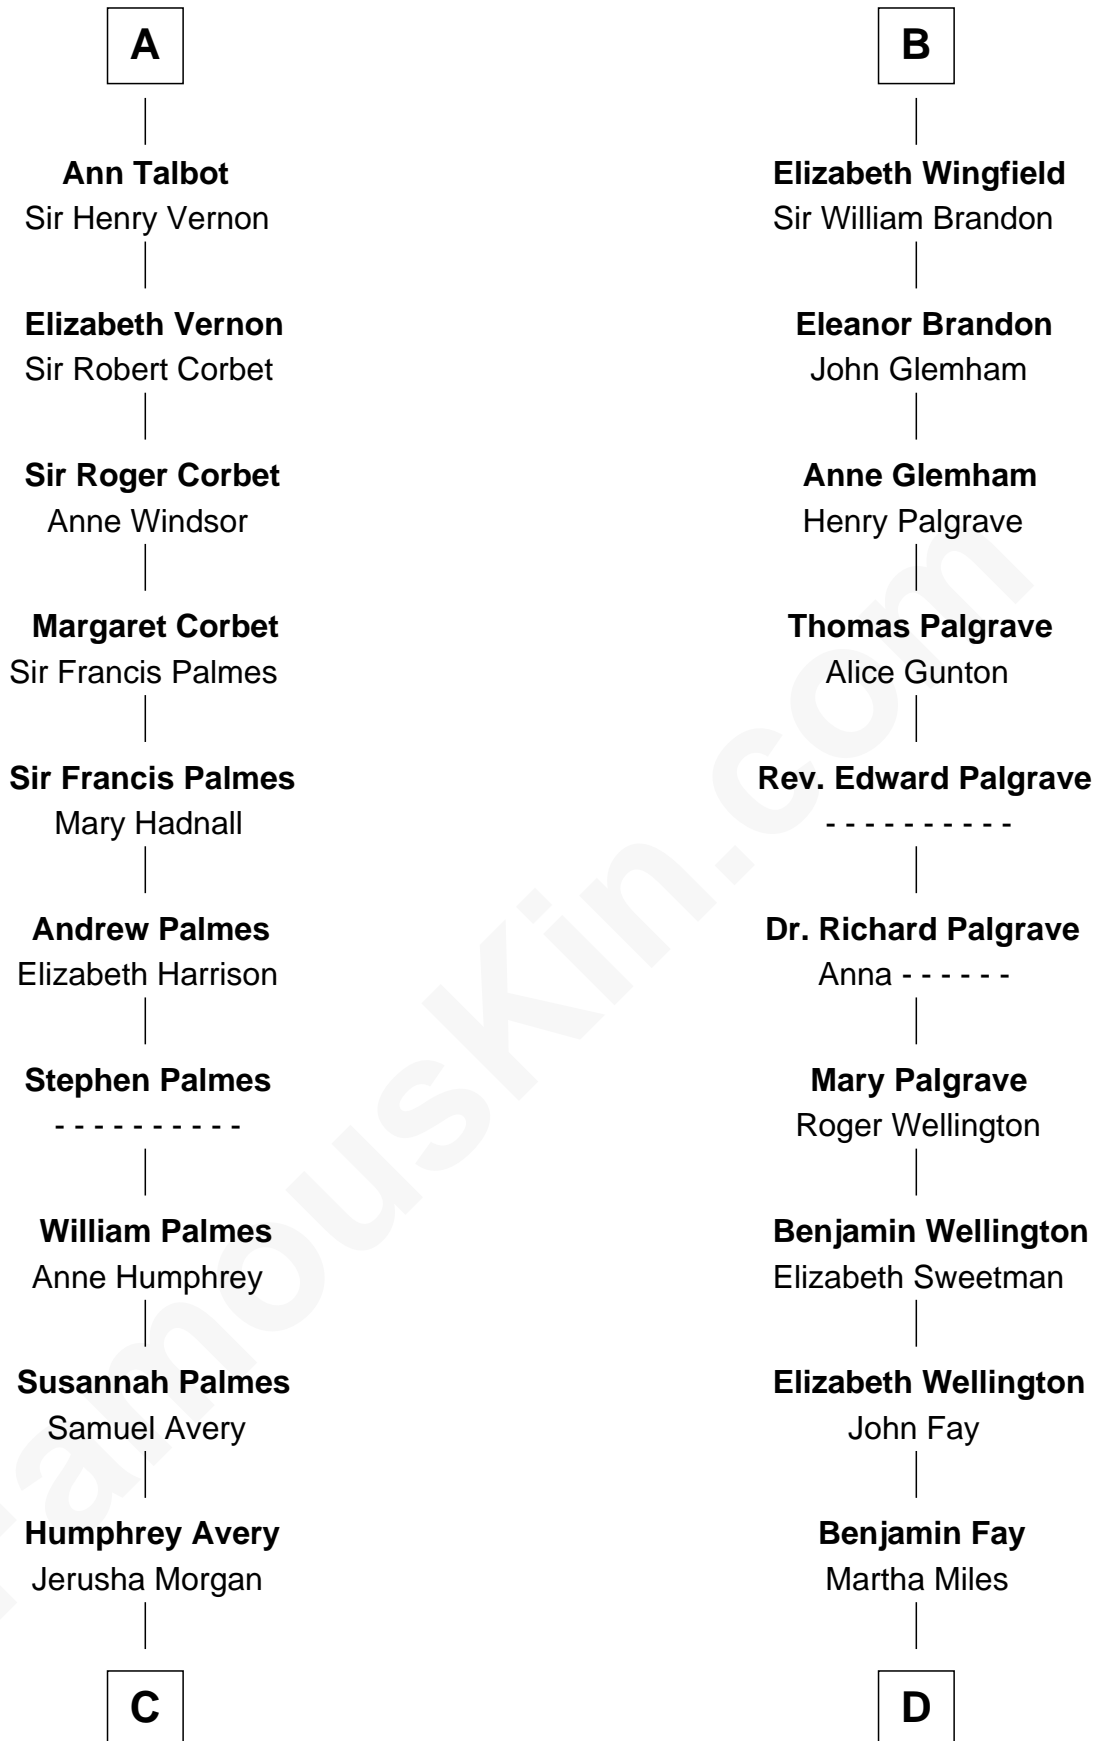 A
Ann Talbot
Sir Henry Vernon
Elizabeth Vernon
Sir Robert Corbet
Sir Roger Corbet
Anne Windsor
Margaret Corbet
Sir Francis Palmes
Sir Francis Palmes
Mary Hadnall
Andrew Palmes
Elizabeth Harrison
Stephen Palmes
- - - - - - - - - -
William Palmes
Anne Humphrey
Susannah Palmes
Samuel Avery
Humphrey Avery
Jerusha Morgan
C
B
Elizabeth Wingfield
Sir William Brandon
Eleanor Brandon
John Glemham
Anne Glemham
Henry Palgrave
Thomas Palgrave
Alice Gunton
Rev. Edward Palgrave
- - - - - - - - - -
Dr. Richard Palgrave
Anna - - - - - -
Mary Palgrave
Roger Wellington
Benjamin Wellington
Elizabeth Sweetman
Elizabeth Wellington
John Fay
Benjamin Fay
Martha Miles
D
FamousKin.com